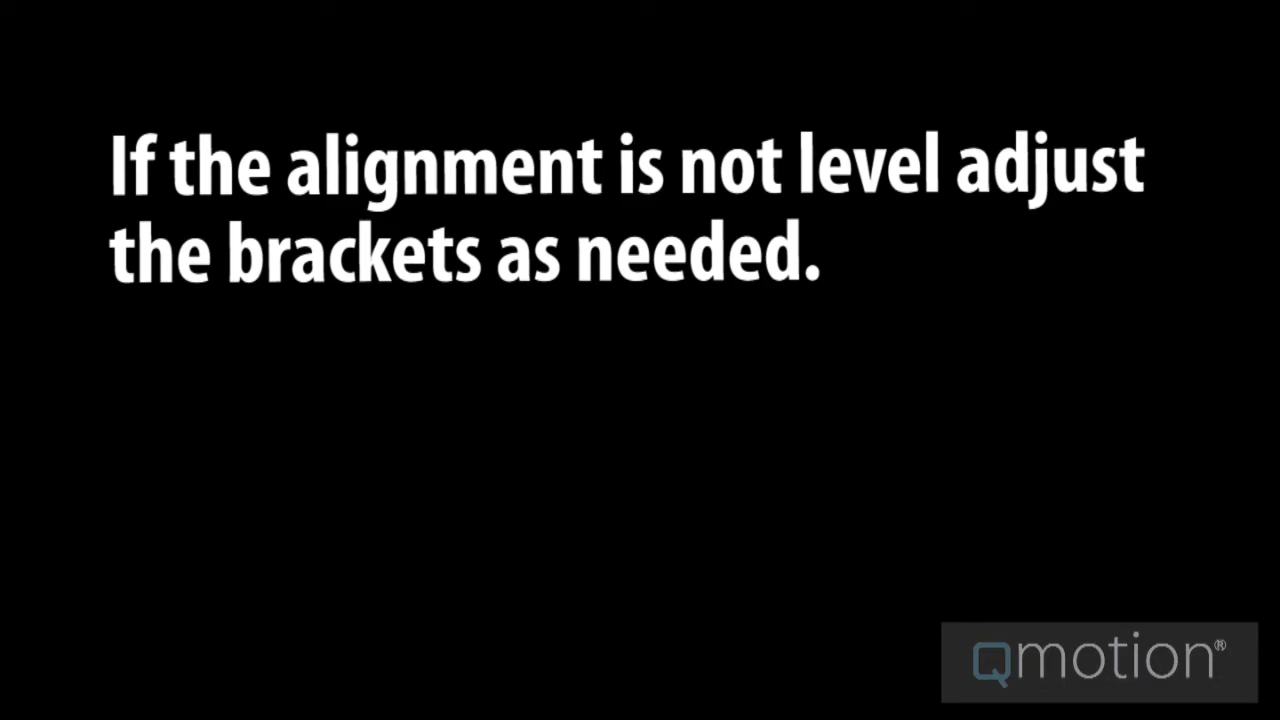 If the alignment is not level adjust
the brackets as needed.
Qmotion®